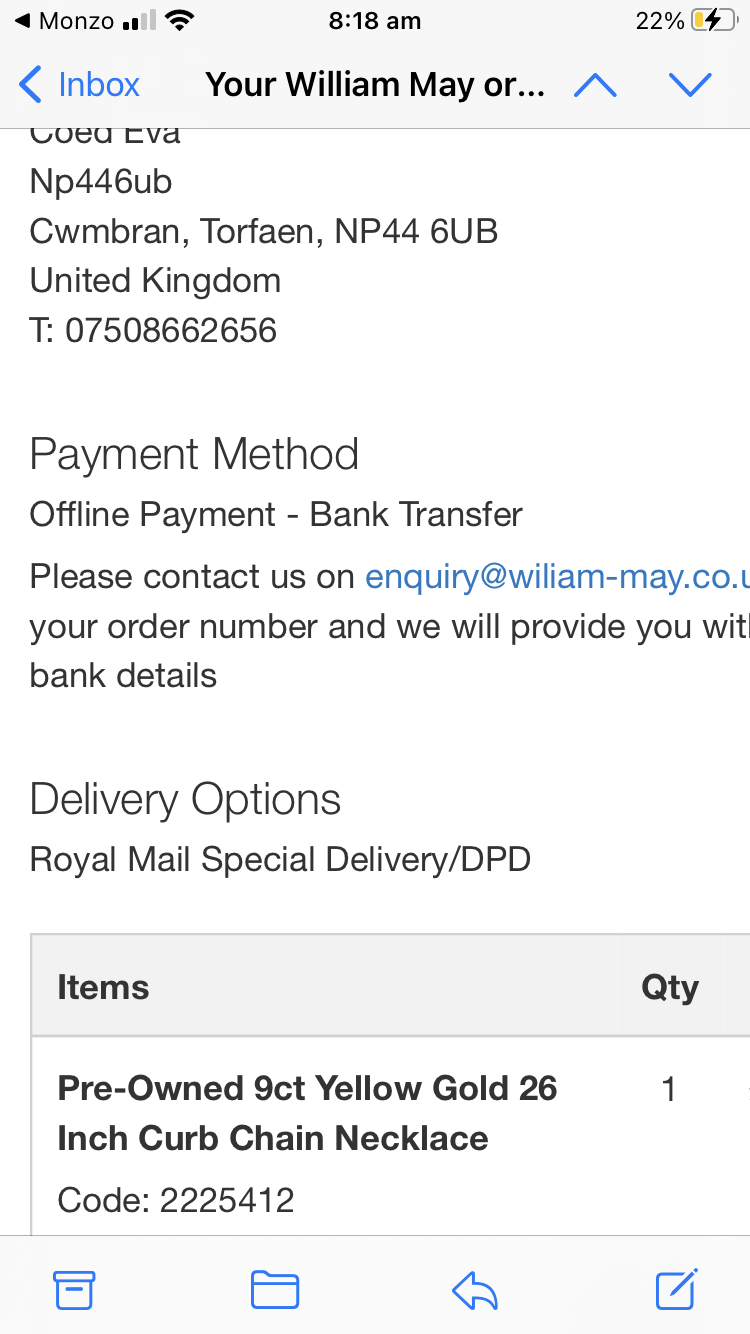 Monzo 8:18 am 22%
Inbox Your William May or...
Coed Eva
Np446ub
Cwmbran, Torfaen, NP44 6UB
United Kingdom
T: 07508662656
Payment Method
Offline Payment - Bank Transfer
Please contact us on enquiry@wiliam-may.co.u
your order number and we will provide you with
bank details
Delivery Options
Royal Mail Special Delivery/DPD
Items Qty
Pre-Owned 9ct Yellow Gold 26 1
Inch Curb Chain Necklace
Code: 2225412